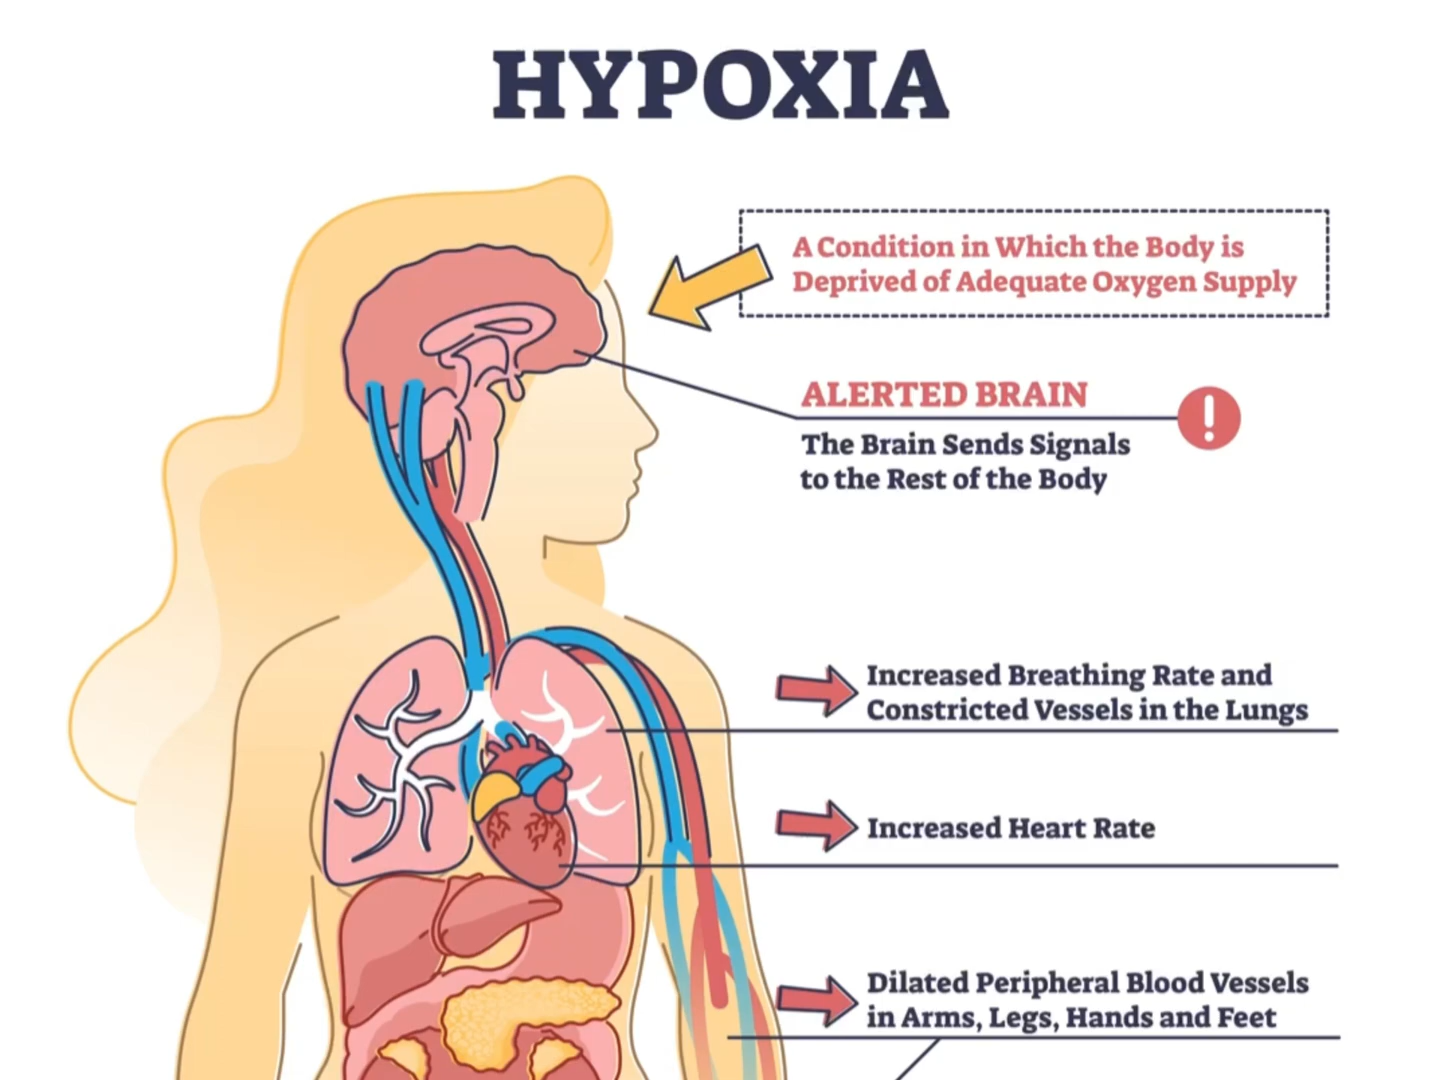 HYPOXIA
A Condition in Which the Body is
Deprived of Adequate Oxygen Supply
ALERTED BRAIN
!
The Brain Sends Signals
to the Rest of the Body
Increased Breathing Rate and
Constricted Vessels in the Lungs
Increased Heart Rate
Dilated Peripheral Blood Vessels
in Arms, Legs, Hands and Feet